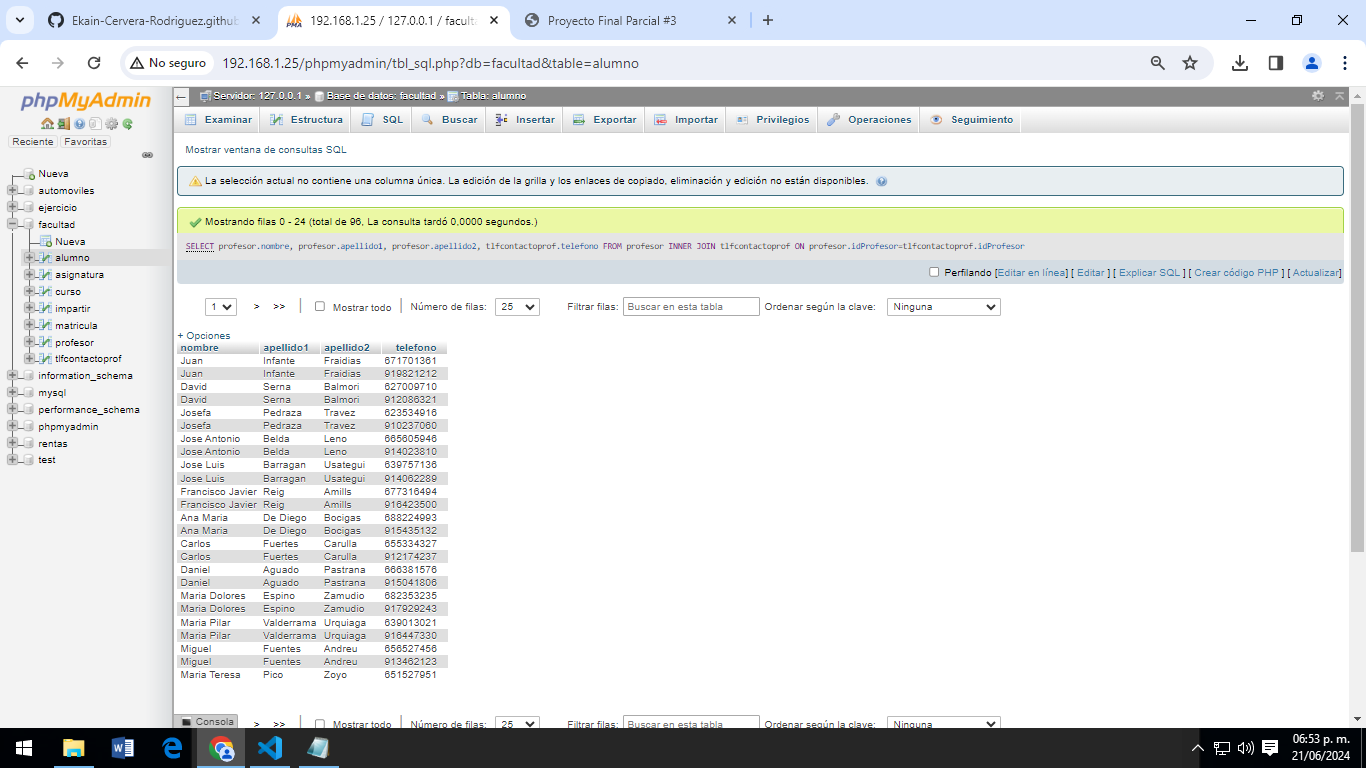 Ekain-Cervera-Rodriguez.github
192.168.1.25 / 127.0.0.1 / faculta
Proyecto Final Parcial #3
No seguro
192.168.1.25/phpmyadmin/tbl_sql.php?db=facultad&table=alumno
phpMyAdmin
Reciente Favoritas
Nueva
automoviles
ejercicio
facultad
Nueva
alumno
asignatura
curso
impartir
matricula
profesor
tlfcontactoprof
information_schema
mysql
performance_schema
phpmyadmin
rentas
test
Servidor: 127.0.0.1 » Base de datos: facultad » Tabla: alumno
Examinar Estructura SQL Buscar Insertar Exportar Importar Privilegios Operaciones Seguimiento
Mostrar ventana de consultas SQL
La selección actual no contiene una columna única. La edición de la grilla y los enlaces de copiado, eliminación y edición no están disponibles.
Mostrando filas 0 - 24 (total de 96, La consulta tardó 0,0000 segundos.)
SELECT profesor.nombre, profesor.apellido1, profesor.apellido2, tlfcontactoprof.telefono FROM profesor INNER JOIN tlfcontactoprof ON profesor.idProfesor=tlfcontactoprof.idProfesor
Perfilando [Editar en línea] [ Editar ] [ Explicar SQL ] [ Crear código PHP ] [ Actualizar]
1 > >> Mostrar todo Número de filas: 25 Filtrar filas: Buscar en esta tabla Ordenar según la clave: Ninguna
+ Opciones
nombre apellido1 apellido2 telefono
Juan Infante Fraidias 671701361
Juan Infante Fraidias 919821212
David Serna Balmori 627009710
David Serna Balmori 912086321
Josefa Pedraza Travez 623534916
Josefa Pedraza Travez 910237060
Jose Antonio Belda Leno 665605946
Jose Antonio Belda Leno 914023810
Jose Luis Barragan Usategui 639757136
Jose Luis Barragan Usategui 914062289
Francisco Javier Reig Amills 677316494
Francisco Javier Reig Amills 916423500
Ana Maria De Diego Bocigas 688224993
Ana Maria De Diego Bocigas 915435132
Carlos Fuertes Carulla 655334327
Carlos Fuertes Carulla 912174237
Daniel Aguado Pastrana 666381576
Daniel Aguado Pastrana 915041806
Maria Dolores Espino Zamudio 682353235
Maria Dolores Espino Zamudio 917929243
Maria Pilar Valderrama Urquiaga 639013021
Maria Pilar Valderrama Urquiaga 916447330
Miguel Fuentes Andreu 656527456
Miguel Fuentes Andreu 913462123
Maria Teresa Pico Zoyo 651527951
Consola > >> Mostrar todo Número de filas: 25 Filtrar filas: Buscar en esta tabla Ordenar según la clave: Ninguna
06:53 p. m.
21/06/2024